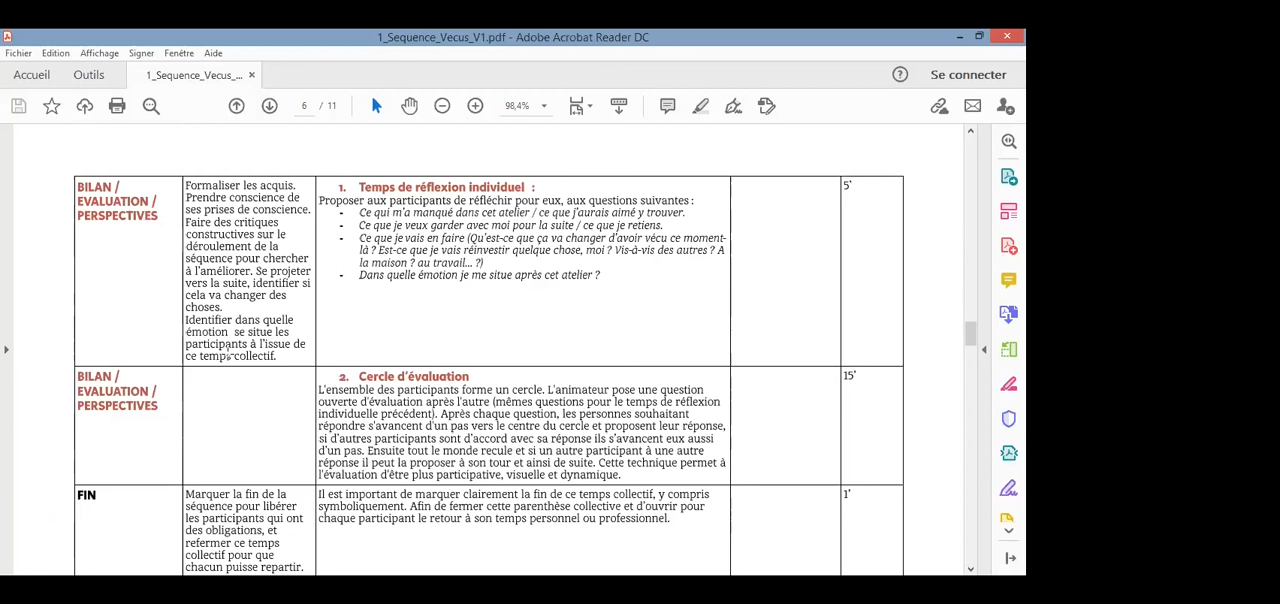 1_Sequence_Vecus_V1.pdf - Adobe Acrobat Reader DC
Fichier Edition Affichage Signer Fenêtre Aide
Accueil Outils 1_Sequence_Vecus_... × Se connecter
6 / 11 98,4%
BILAN /
EVALUATION /
PERSPECTIVES
Formaliser les acquis.
Prendre conscience de
ses prises de conscience.
Faire des critiques
constructives sur le
déroulement de la
séquence pour chercher
à l'améliorer. Se projeter
vers la suite, identifier si
cela va changer des
choses.
Identifier dans quelle
émotion se situe les
participants à l'issue de
ce temps collectif.
1. Temps de réflexion individuel :
Proposer aux participants de réfléchir pour eux, aux questions suivantes :
- Ce qui m'a manqué dans cet atelier / ce que j'aurais aimé y trouver.
- Ce que je veux garder avec moi pour la suite / ce que je retiens.
- Ce que je vais en faire (Qu'est-ce que ça va changer d'avoir vécu ce moment-
là ? Est-ce que je vais réinvestir quelque chose, moi ? Vis-à-vis des autres ? A
la maison ? au travail... ?)
- Dans quelle émotion je me situe après cet atelier ?
5'
BILAN /
EVALUATION /
PERSPECTIVES
2. Cercle d'évaluation
L'ensemble des participants forme un cercle. L'animateur pose une question
ouverte d'évaluation après l'autre (mêmes questions pour le temps de réflexion
individuelle précédent). Après chaque question, les personnes souhaitant
répondre s'avancent d'un pas vers le centre du cercle et proposent leur réponse,
si d'autres participants sont d'accord avec sa réponse ils s'avancent eux aussi
d'un pas. Ensuite tout le monde recule et si un autre participant à une autre
réponse il peut la proposer à son tour et ainsi de suite. Cette technique permet à
l'évaluation d'être plus participative, visuelle et dynamique.
15'
FIN
Marquer la fin de la
séquence pour libérer
les participants qui ont
des obligations, et
refermer ce temps
collectif pour que
chacun puisse repartir.
Il est important de marquer clairement la fin de ce temps collectif, y compris
symboliquement. Afin de fermer cette parenthèse collective et d'ouvrir pour
chaque participant le retour à son temps personnel ou professionnel.
1'